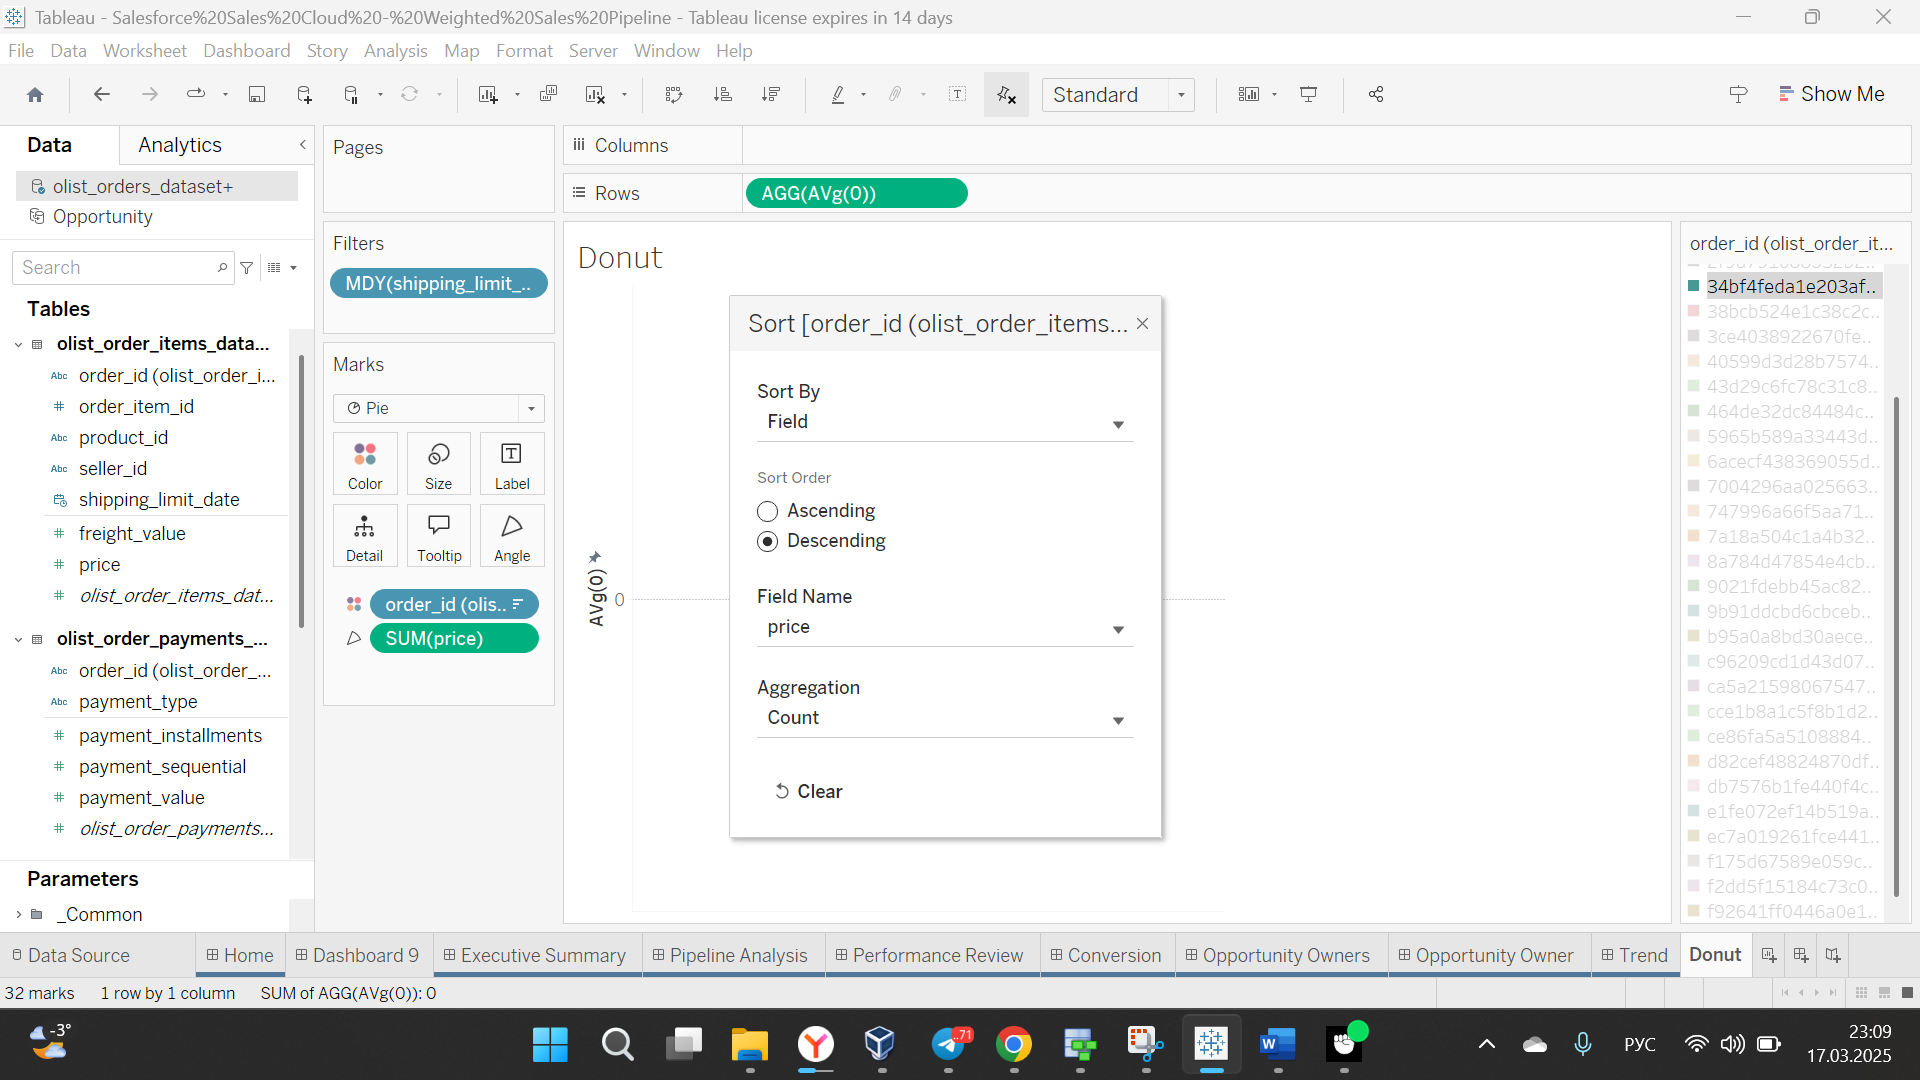 Tableau - Salesforce%20Sales%20Cloud%20-%20Weighted%20Sales%20Pipeline - Tableau license expires in 14 days
File Data Worksheet Dashboard Story Analysis Map Format Server Window Help
Standard
Show Me
Data Analytics
olist_orders_dataset+
Opportunity
Search
Tables
olist_order_items_data...
Abc order_id (olist_order_i...
# order_item_id
Abc product_id
Abc seller_id
shipping_limit_date
# freight_value
# price
# olist_order_items_dat...
olist_order_payments_...
Abc order_id (olist_order_...
Abc payment_type
# payment_installments
# payment_sequential
# payment_value
# olist_order_payments...
Parameters
_Common
Pages
Filters
MDY(shipping_limit_..
Marks
Pie
Color Size Label
Detail Tooltip Angle
order_id (olis..
SUM(price)
Columns
Rows AGG(AVg(0))
Donut
AVg(0)
0
Sort [order_id (olist_order_items...
Sort By
Field
Sort Order
Ascending
Descending
Field Name
price
Aggregation
Count
Clear
order_id (olist_order_it...
34bf4feda1e203af..
38bcb524e1c38c2c..
3ce4038922670fe..
40599d3d28b7574..
43d29c6fc78c31c8..
464de32dc84484c..
5965b589a33443d..
6acecf438369055d..
7004296aa025663..
747996a66f5aa71..
7a18a504c1a4b32..
8a784d47854e4cb..
9021fdebb45ac82..
9b91ddcbd6cbceb..
b95a0a8bd30aece..
c96209cd1d43d07..
ca5a21598067547..
cce1b8a1c5f8b1d2..
ce86fa5a5108884..
d82cef48824870df..
db7576b1fe440f4c..
e1fe072ef14b519a..
ec7a019261fce441..
f175d67589e059c..
f2dd5f15184c73c0..
f92641ff0446a0e1..
Data Source Home Dashboard 9 Executive Summary Pipeline Analysis Performance Review Conversion Opportunity Owners Opportunity Owner Trend Donut
32 marks 1 row by 1 column SUM of AGG(AVg(0)): 0
-3°
..71
РУС
23:09
17.03.2025